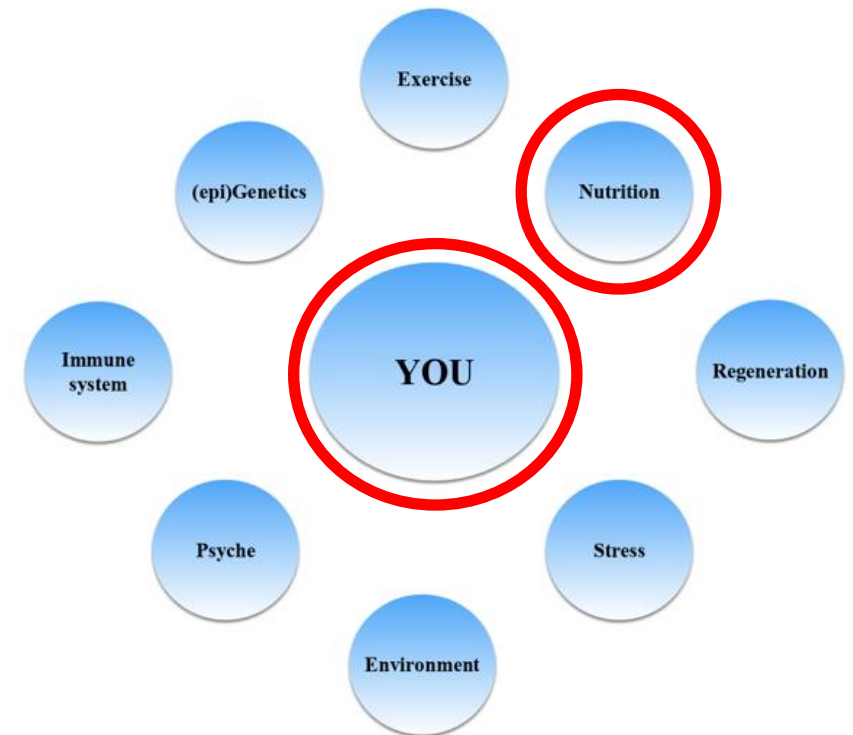 Exercise
(epi)Genetics
Nutrition
Immune
system
YOU
Regeneration
Psyche
Stress
Environment